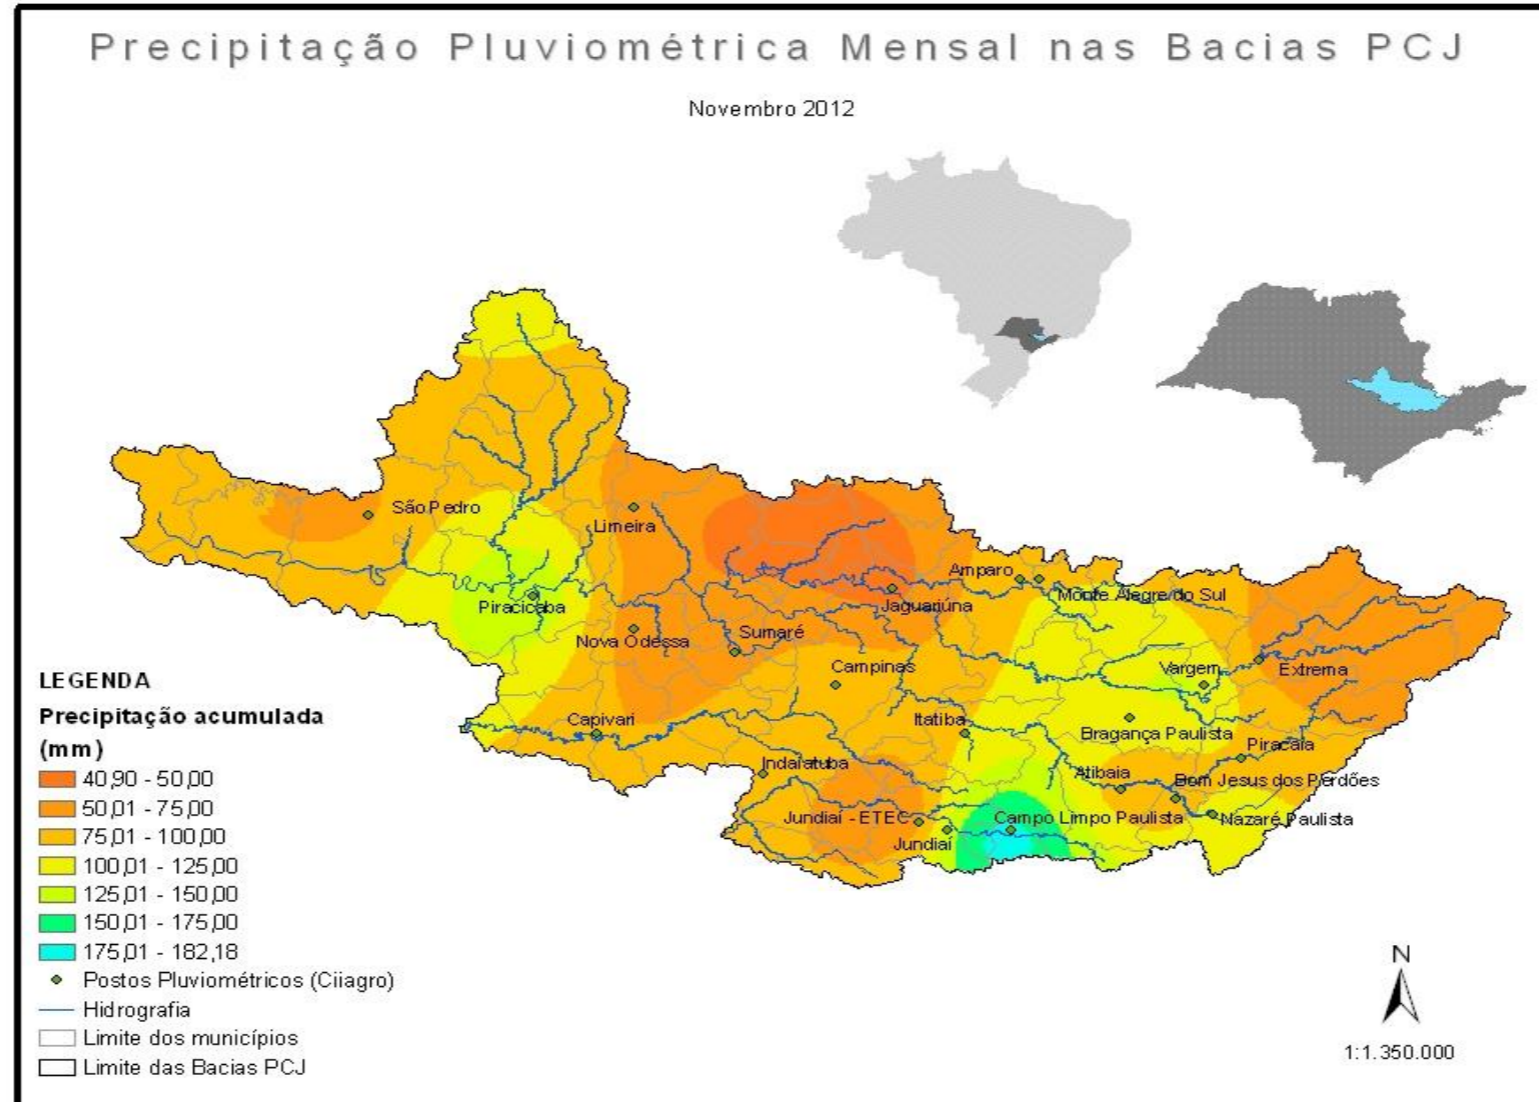 Precipitação Pluviométrica Mensal nas Bacias PCJ
Novembro 2012
São Pedro
Limeira
Piracicaba
Amparo
Monte Alegre do Sul
Jaguariúna
Nova Odessa
Sumaré
Campinas
Vargem
Extrema
Capivari
Itatiba
Bragança Paulista
Piracaia
Indaiatuba
Atibaia
Bom Jesus dos Perdões
Jundiaí - ETEC
Campo Limpo Paulista
Nazaré Paulista
Jundiaí
LEGENDA
Precipitação acumulada
(mm)
40,90 - 50,00
50,01 - 75,00
75,01 - 100,00
100,01 - 125,00
125,01 - 150,00
150,01 - 175,00
175,01 - 182,18
Postos Pluviométricos (Ciiagro)
Hidrografia
Limite dos municípios
Limite das Bacias PCJ
N
1:1.350.000